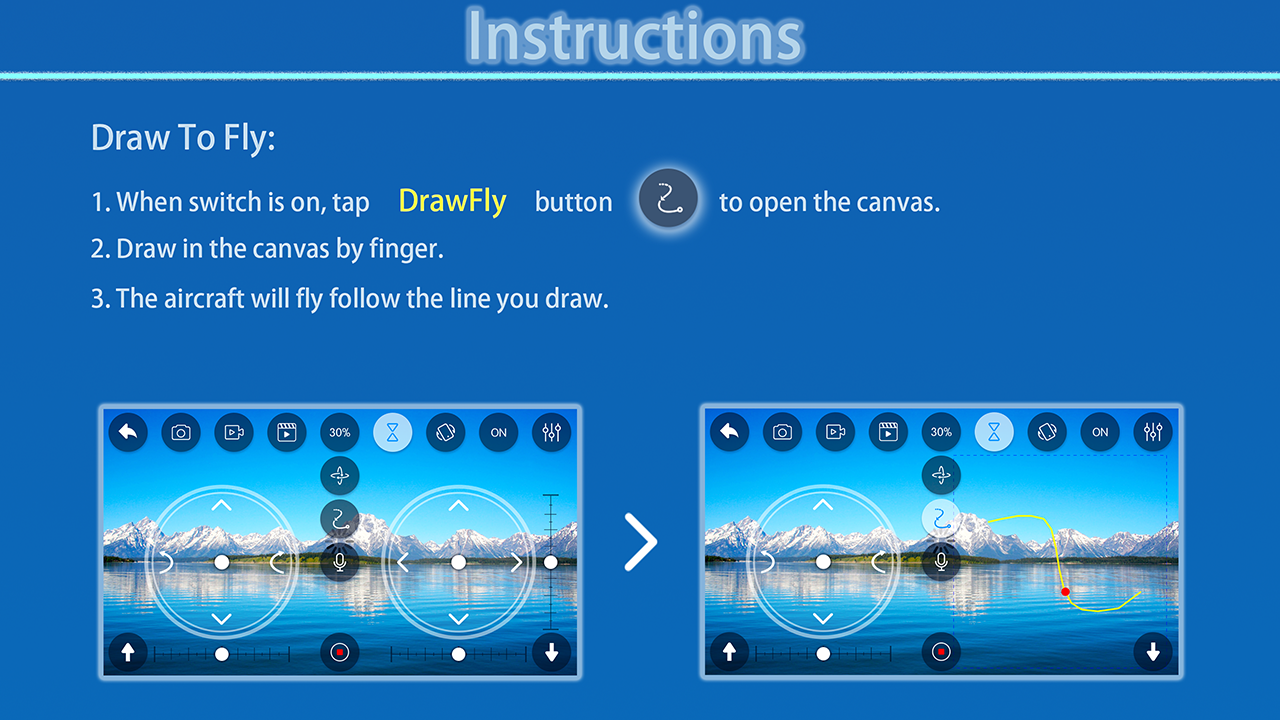 Instructions
Draw To Fly:
1. When switch is on, tap DrawFly button to open the canvas.
2. Draw in the canvas by finger.
3. The aircraft will fly follow the line you draw.
30% ON
30% ON